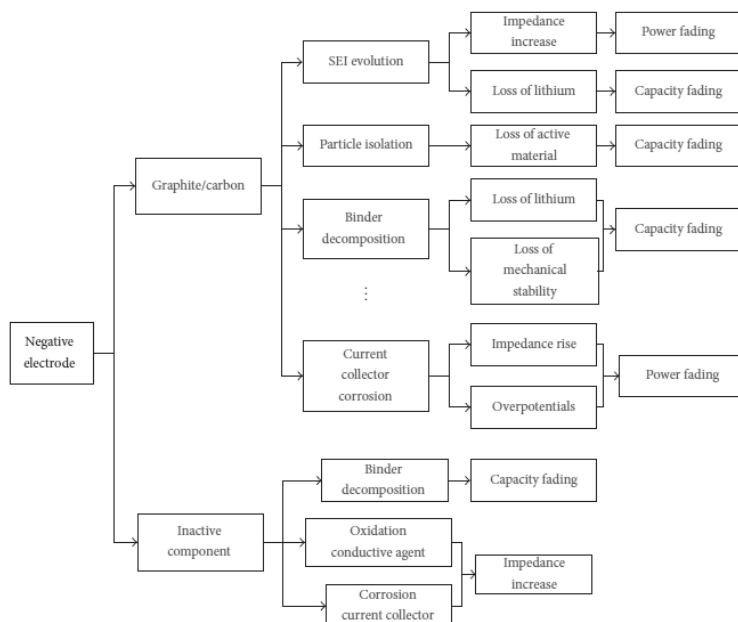 Impedance
increase
Power fading
SEI evolution
Loss of lithium
Capacity fading
Particle isolation
Loss of active
material
Capacity fading
Graphite/carbon
Binder
decomposition
Loss of lithium
Loss of
mechanical
stability
Capacity fading
⋮
Negative
electrode
Current
collector
corrosion
Impedance rise
Overpotentials
Power fading
Inactive
component
Binder
decomposition
Capacity fading
Oxidation
conductive agent
Corrosion
current collector
Impedance
increase